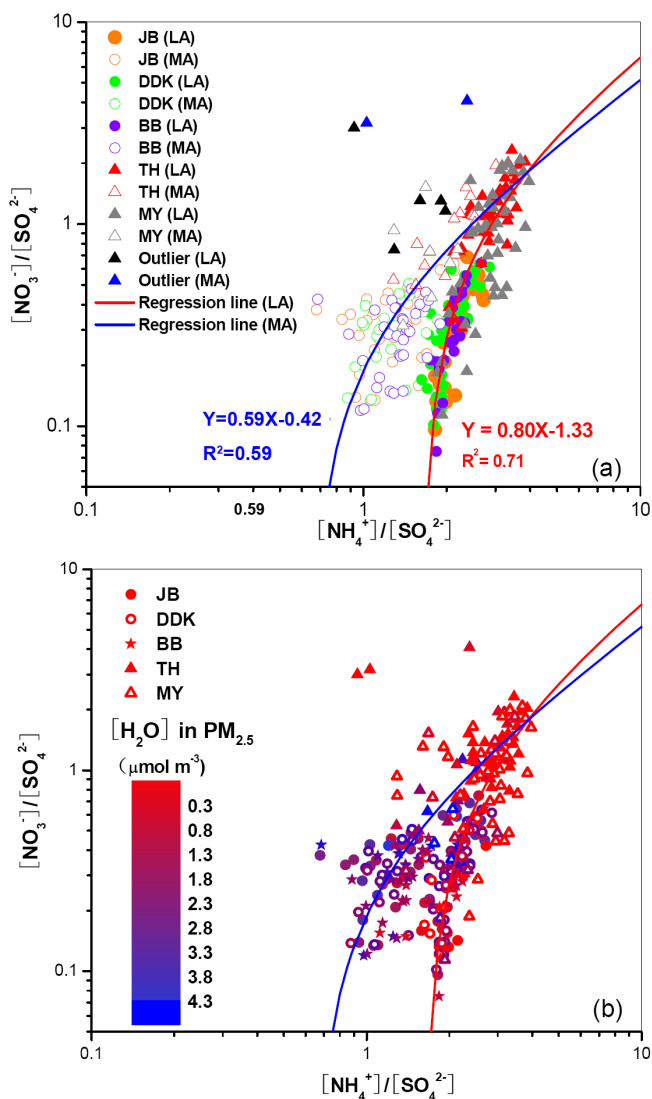 10
JB (LA)
JB (MA)
DDK (LA)
DDK (MA)
BB (LA)
BB (MA)
TH (LA)
TH (MA)
MY (LA)
MY (MA)
Outlier (LA)
Outlier (MA)
Regression line (LA)
Regression line (MA)
1
[NO₃⁻]/[SO₄²⁻]
0.1
Y=0.59X-0.42
R²=0.59
Y = 0.80X-1.33
R² = 0.71
(a)
0.1
0.59
1
10
[NH₄⁺]/[SO₄²⁻]
10
JB
DDK
BB
TH
MY
[H₂O] in PM₂.₅
(μmol m⁻³)
0.3
0.8
1.3
1.8
2.3
2.8
3.3
3.8
4.3
1
[NO₃⁻]/[SO₄²⁻]
0.1
(b)
0.1
1
10
[NH₄⁺]/[SO₄²⁻]